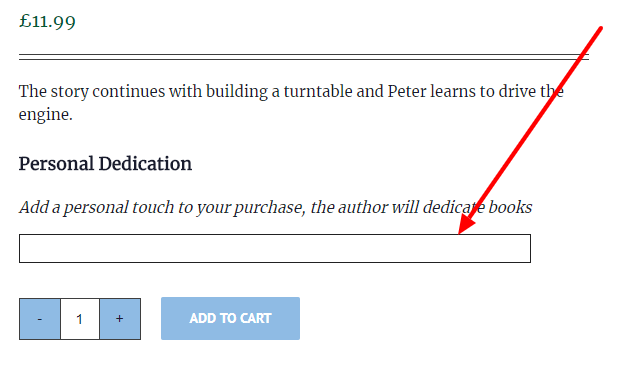 £11.99
The story continues with building a turntable and Peter learns to drive the
engine.
Personal Dedication
Add a personal touch to your purchase, the author will dedicate books
- 1 + ADD TO CART